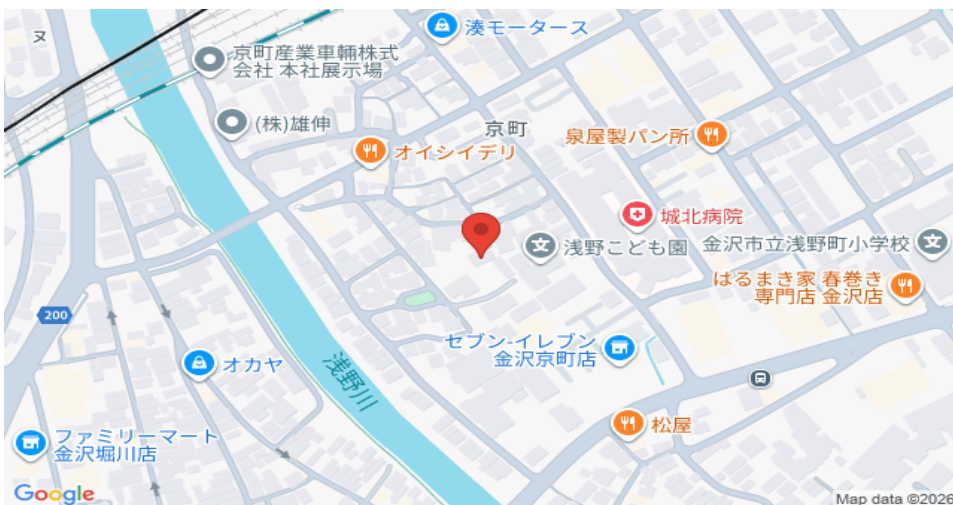 ヌ
湊モータース
京町産業車輛株式
会社 本社展示場
(株)雄伸
京町
オイシイデリ
泉屋製パン所
城北病院
浅野こども園
金沢市立浅野町小学校
はるまき家 春巻き
専門店 金沢店
200
セブン-イレブン
金沢京町店
オカヤ
浅野川
松屋
ファミリーマート
金沢堀川店
Google
Map data ©2026